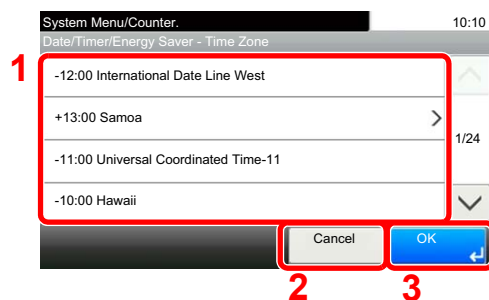 System Menu/Counter. 10:10
Date/Timer/Energy Saver - Time Zone
1
-12:00 International Date Line West
+13:00 Samoa
1/24
-11:00 Universal Coordinated Time-11
-10:00 Hawaii
Cancel OK
2 3